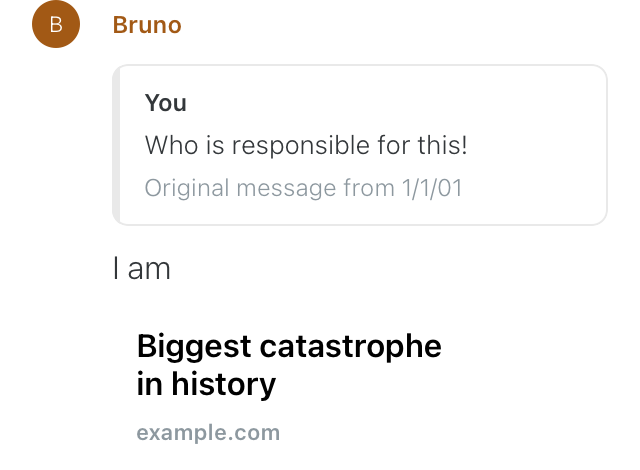 B
Bruno
You
Who is responsible for this!
Original message from 1/1/01
I am
Biggest catastrophe
in history
example.com